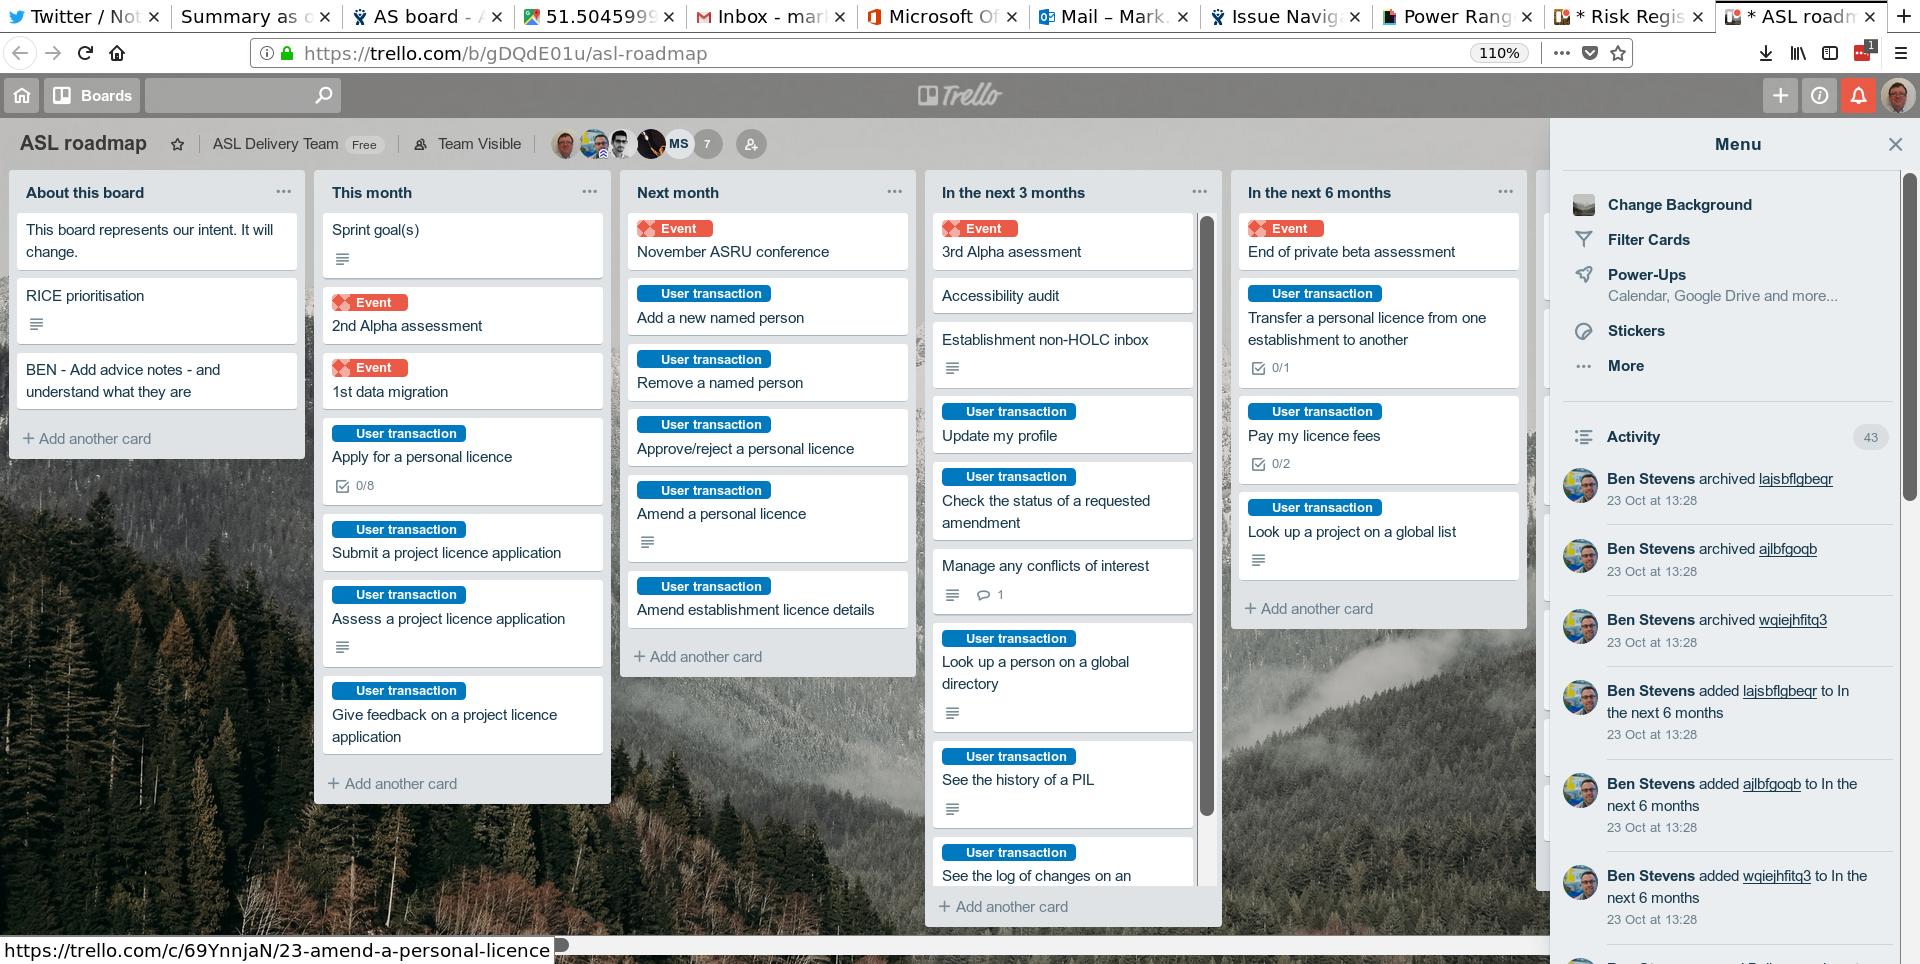 Twitter / Not
Summary as o
AS board - A
51.5045999
Inbox - mark
Microsoft Of
Mail – Mark.
Issue Naviga
Power Rang
* Risk Regis
* ASL roadm
https://trello.com/b/gDQdE01u/asl-roadmap
110%
1
Boards
Trello
ASL roadmap
ASL Delivery Team Free
Team Visible
MS
7
About this board
This board represents our intent. It will
change.
RICE prioritisation
BEN - Add advice notes - and
understand what they are
+ Add another card
This month
Sprint goal(s)
Event
2nd Alpha assessment
Event
1st data migration
User transaction
Apply for a personal licence
0/8
User transaction
Submit a project licence application
User transaction
Assess a project licence application
User transaction
Give feedback on a project licence
application
+ Add another card
Next month
Event
November ASRU conference
User transaction
Add a new named person
User transaction
Remove a named person
User transaction
Approve/reject a personal licence
User transaction
Amend a personal licence
User transaction
Amend establishment licence details
+ Add another card
In the next 3 months
Event
3rd Alpha asessment
Accessibility audit
Establishment non-HOLC inbox
User transaction
Update my profile
User transaction
Check the status of a requested
amendment
Manage any conflicts of interest
1
User transaction
Look up a person on a global
directory
User transaction
See the history of a PIL
User transaction
See the log of changes on an
+ Add another card
In the next 6 months
Event
End of private beta assessment
User transaction
Transfer a personal licence from one
establishment to another
0/1
User transaction
Pay my licence fees
0/2
User transaction
Look up a project on a global list
+ Add another card
Menu
Change Background
Filter Cards
Power-Ups
Calendar, Google Drive and more...
Stickers
More
Activity
43
Ben Stevens archived lajsbflgbeqr
23 Oct at 13:28
Ben Stevens archived ajlbfgoqb
23 Oct at 13:28
Ben Stevens archived wqiejhfitq3
23 Oct at 13:28
Ben Stevens added lajsbflgbeqr to In
the next 6 months
23 Oct at 13:28
Ben Stevens added ajlbfgoqb to In the
next 6 months
23 Oct at 13:28
Ben Stevens added wqiejhfitq3 to In the
next 6 months
23 Oct at 13:28
https://trello.com/c/69YnnjaN/23-amend-a-personal-licence